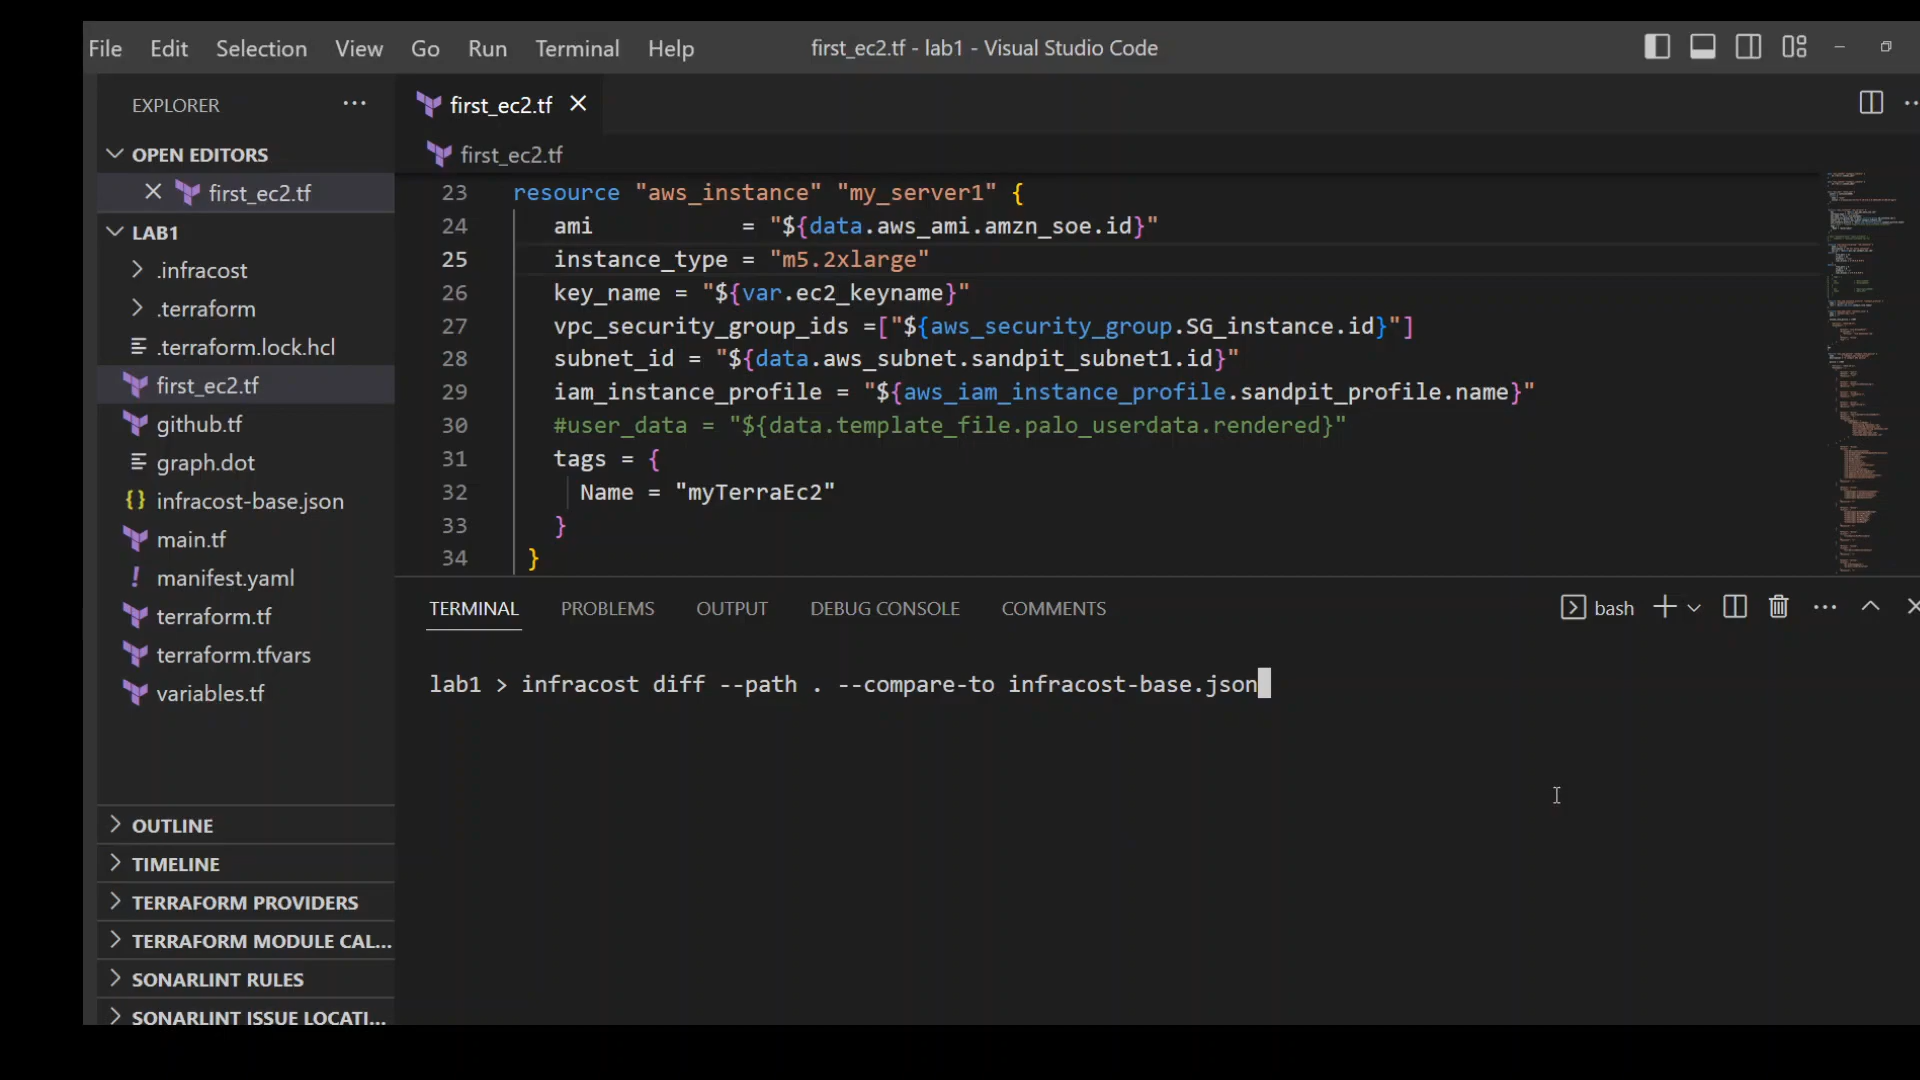 File Edit Selection View Go Run Terminal Help first_ec2.tf - lab1 - Visual Studio Code
EXPLORER
OPEN EDITORS
first_ec2.tf
LAB1
.infracost
.terraform
.terraform.lock.hcl
first_ec2.tf
github.tf
graph.dot
infracost-base.json
main.tf
manifest.yaml
terraform.tf
terraform.tfvars
variables.tf
OUTLINE
TIMELINE
TERRAFORM PROVIDERS
TERRAFORM MODULE CAL...
SONARLINT RULES
SONARLINT ISSUE LOCATI...
first_ec2.tf
first_ec2.tf
23 resource "aws_instance" "my_server1" {
24 ami = "${data.aws_ami.amzn_soe.id}"
25 instance_type = "m5.2xlarge"
26 key_name = "${var.ec2_keyname}"
27 vpc_security_group_ids =["${aws_security_group.SG_instance.id}"]
28 subnet_id = "${data.aws_subnet.sandpit_subnet1.id}"
29 iam_instance_profile = "${aws_iam_instance_profile.sandpit_profile.name}"
30 #user_data = "${data.template_file.palo_userdata.rendered}"
31 tags = {
32 Name = "myTerraEc2"
33 }
34 }
TERMINAL PROBLEMS OUTPUT DEBUG CONSOLE COMMENTS bash
lab1 > infracost diff --path . --compare-to infracost-base.json